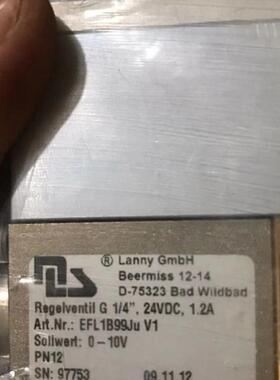 ® Lanny GmbH
Beermiss 12-14
D-75323 Bad Wildbad
Regelventil G 1/4", 24VDC, 1.2A
Art.Nr.: EFL1B99Ju V1
Sollwert: 0-10V
PN12
SN: 97753 09.11.12